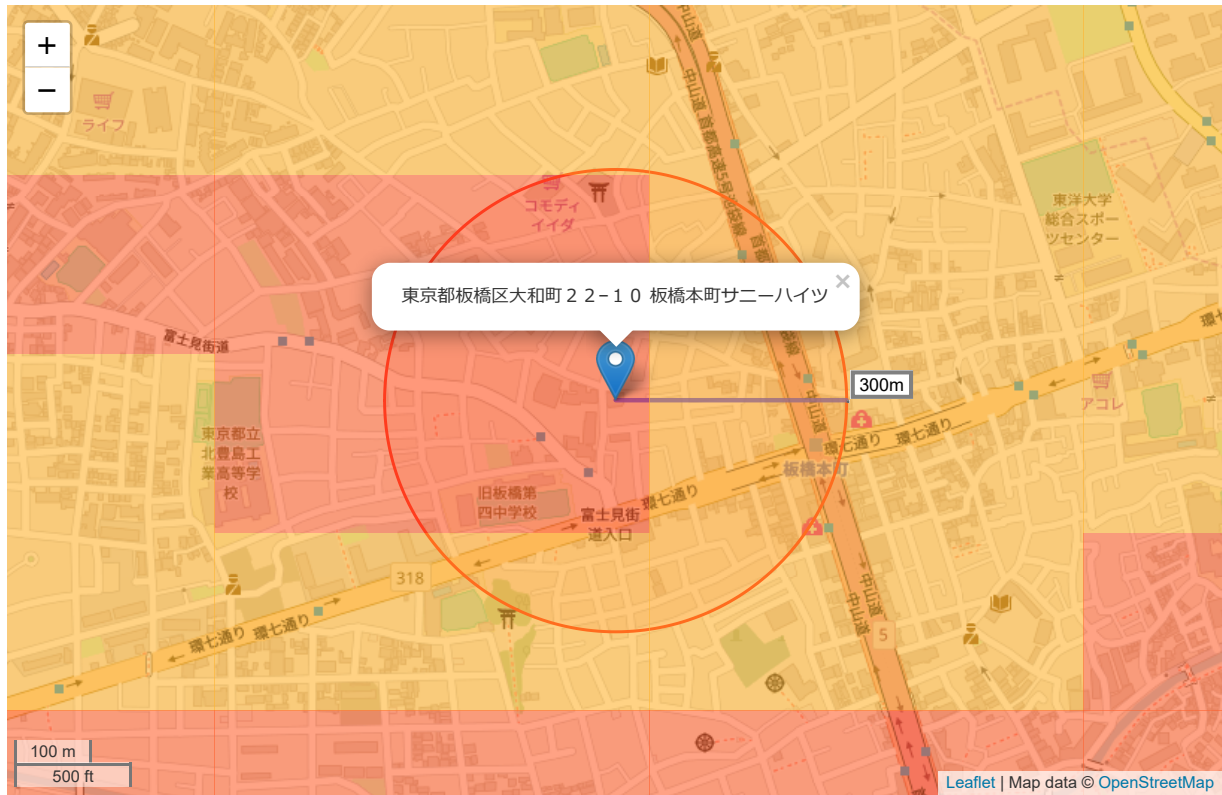 +
−
中山道
ライフ
中山道 首都高速5号池袋線
コモディ
イイダ
東洋大学
総合スポー
ツセンター
東京都板橋区大和町２２−１０ 板橋本町サニーハイツ
×
富士見街道
300m
アコレ
中山道
環七通り 環七通り
東京都立
北豊島工
業高等学
校
板橋本町
旧板橋第
四中学校
環七通り
富士見街
道入口
318
中山道
中山道
環七通り 環七通り
5
100 m
500 ft
Leaflet | Map data © OpenStreetMap